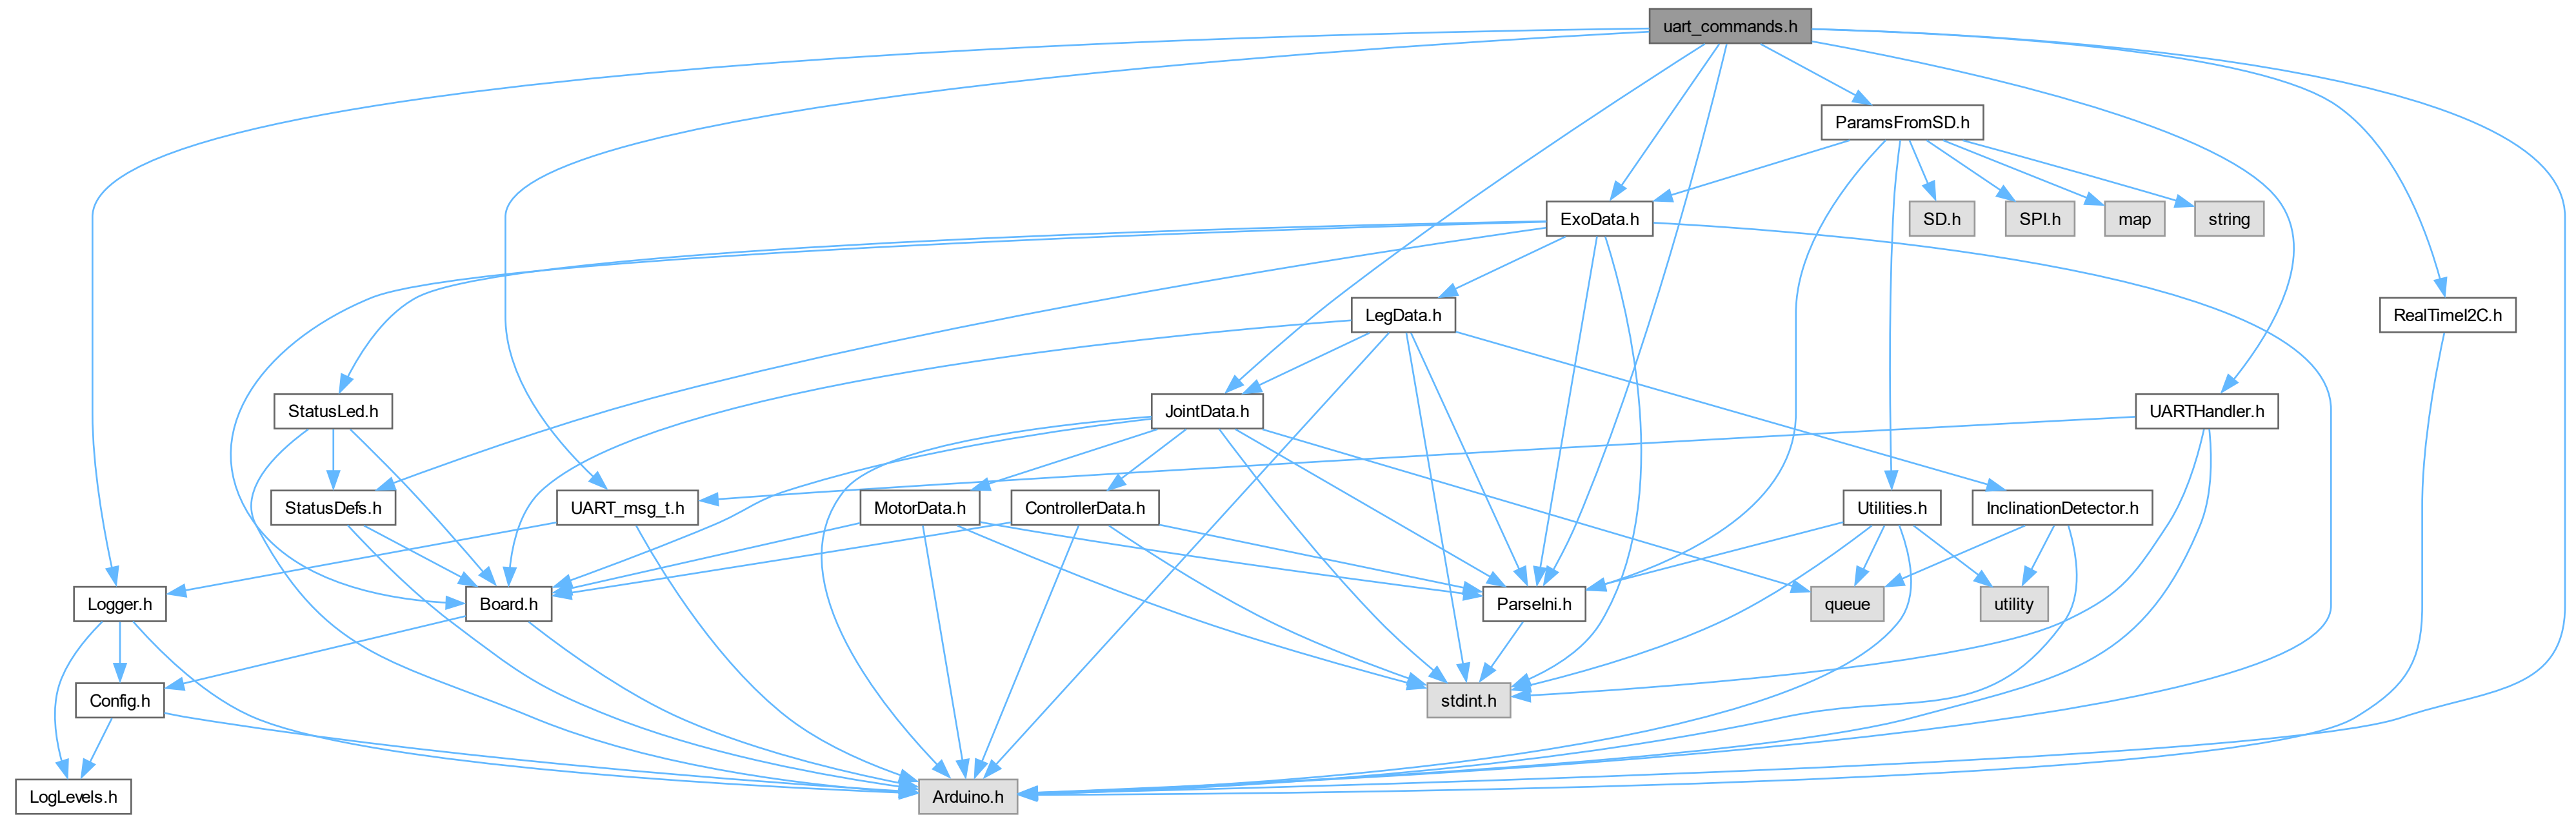 uart_commands.h
ParamsFromSD.h
ExoData.h
SD.h
SPI.h
map
string
LegData.h
RealTimeI2C.h
StatusLed.h
JointData.h
UARTHandler.h
StatusDefs.h
UART_msg_t.h
MotorData.h
ControllerData.h
Utilities.h
InclinationDetector.h
Logger.h
Board.h
ParseIni.h
queue
utility
Config.h
stdint.h
LogLevels.h
Arduino.h